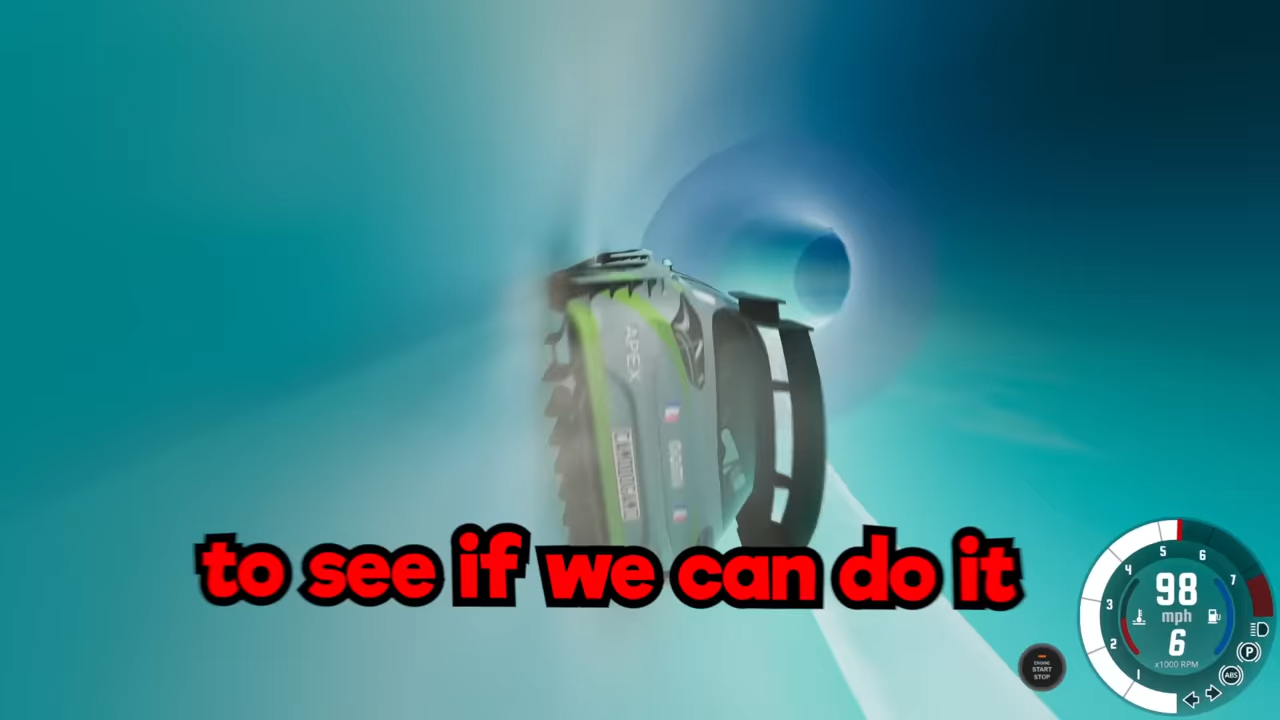 APEX
to see if we can do it
5
6
4
7
3
98
mph
2
6
1
x1000 RPM
P
ABS
ENGINE
START
STOP